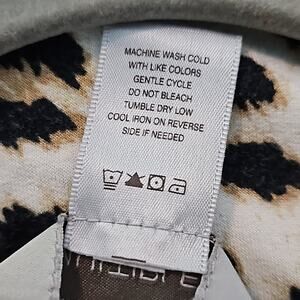 MACHINE WASH COLD
WITH LIKE COLORS
GENTLE CYCLE
DO NOT BLEACH
TUMBLE DRY LOW
COOL IRON ON REVERSE
SIDE IF NEEDED